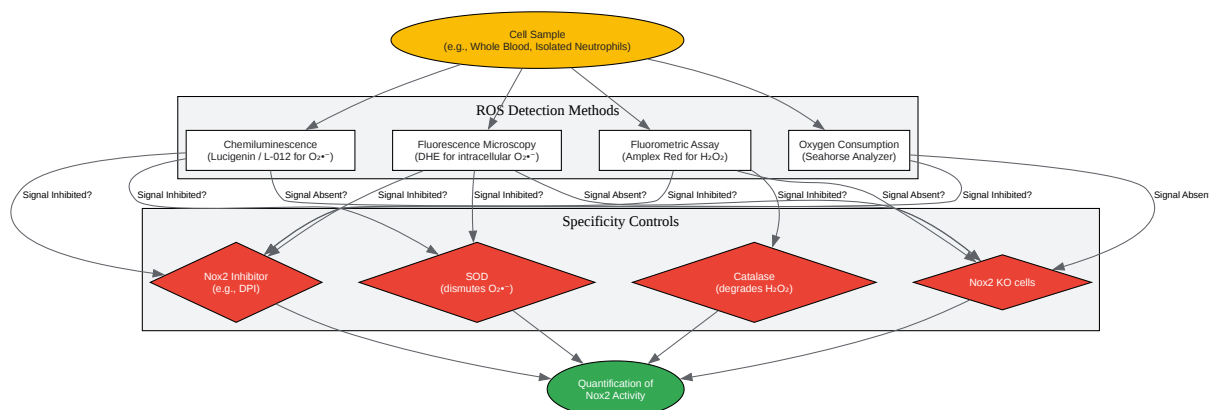 Cell Sample
(e.g., Whole Blood, Isolated Neutrophils)
ROS Detection Methods
Chemiluminescence
(Lucigenin / L-012 for O₂•⁻)
Fluorescence Microscopy
(DHE for intracellular O₂•⁻)
Fluorometric Assay
(Amplex Red for H₂O₂)
Oxygen Consumption
(Seahorse Analyzer)
Signal Inhibited?
Signal Inhibited?
Signal Absent?
Signal Inhibited?
Signal Inhibited?
Signal Absent?
Signal Inhibited?
Signal Inhibited?
Signal Absent?
Signal Inhibited?
Signal Absent
Specificity Controls
Nox2 Inhibitor
(e.g., DPI)
SOD
(dismutes O₂•⁻)
Catalase
(degrades H₂O₂)
Nox2 KO cells
Quantification of
Nox2 Activity